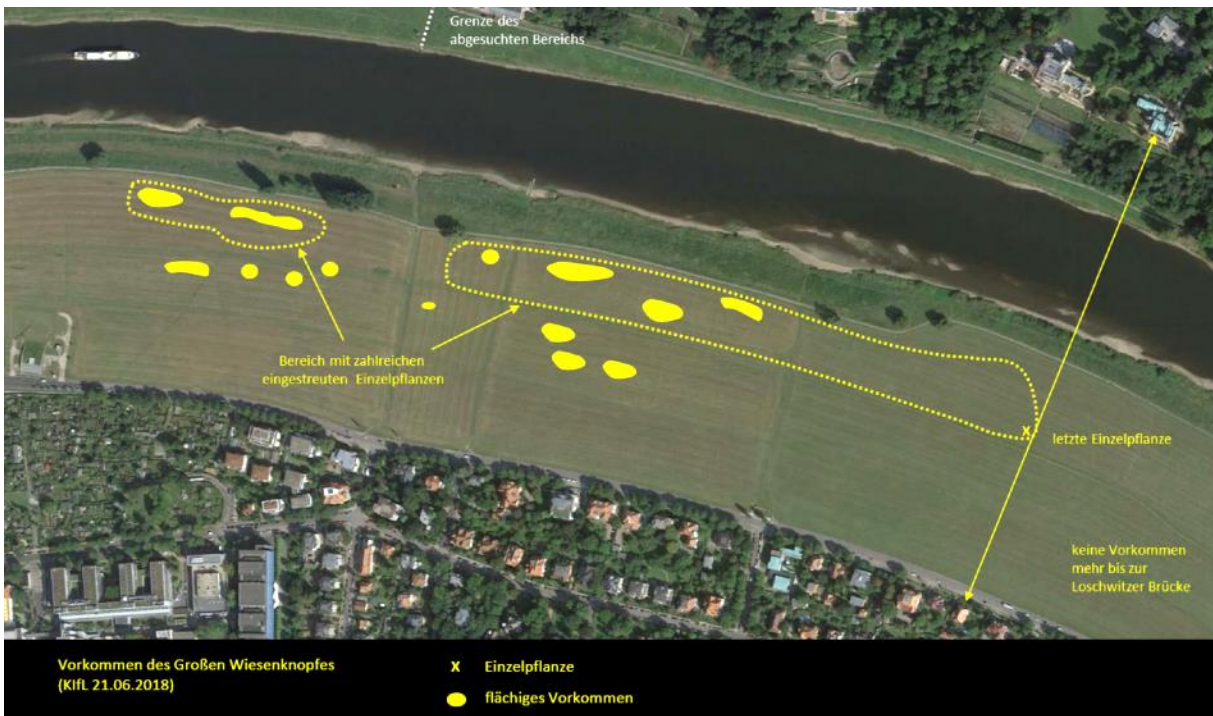 Grenze des
abgesuchten Bereichs
Bereich mit zahlreichen
eingestreuten Einzelpflanzen
x
letzte Einzelpflanze
keine Vorkommen
mehr bis zur
Loschwitzer Brücke
Vorkommen des Großen Wiesenknopfes
(KIfL 21.06.2018)
x Einzelpflanze
flächiges Vorkommen